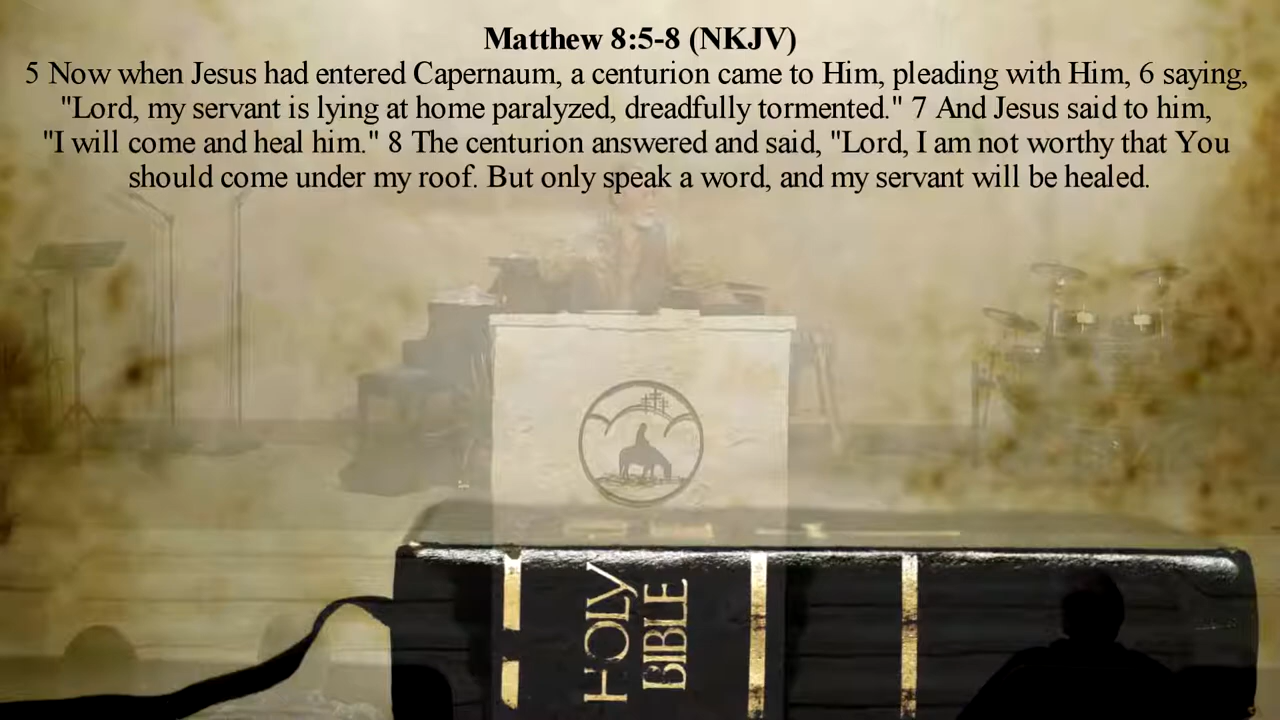 Matthew 8:5-8 (NKJV)
5 Now when Jesus had entered Capernaum, a centurion came to Him, pleading with Him, 6 saying,
"Lord, my servant is lying at home paralyzed, dreadfully tormented." 7 And Jesus said to him,
"I will come and heal him." 8 The centurion answered and said, "Lord, I am not worthy that You
should come under my roof. But only speak a word, and my servant will be healed.
HOLY
BIBLE